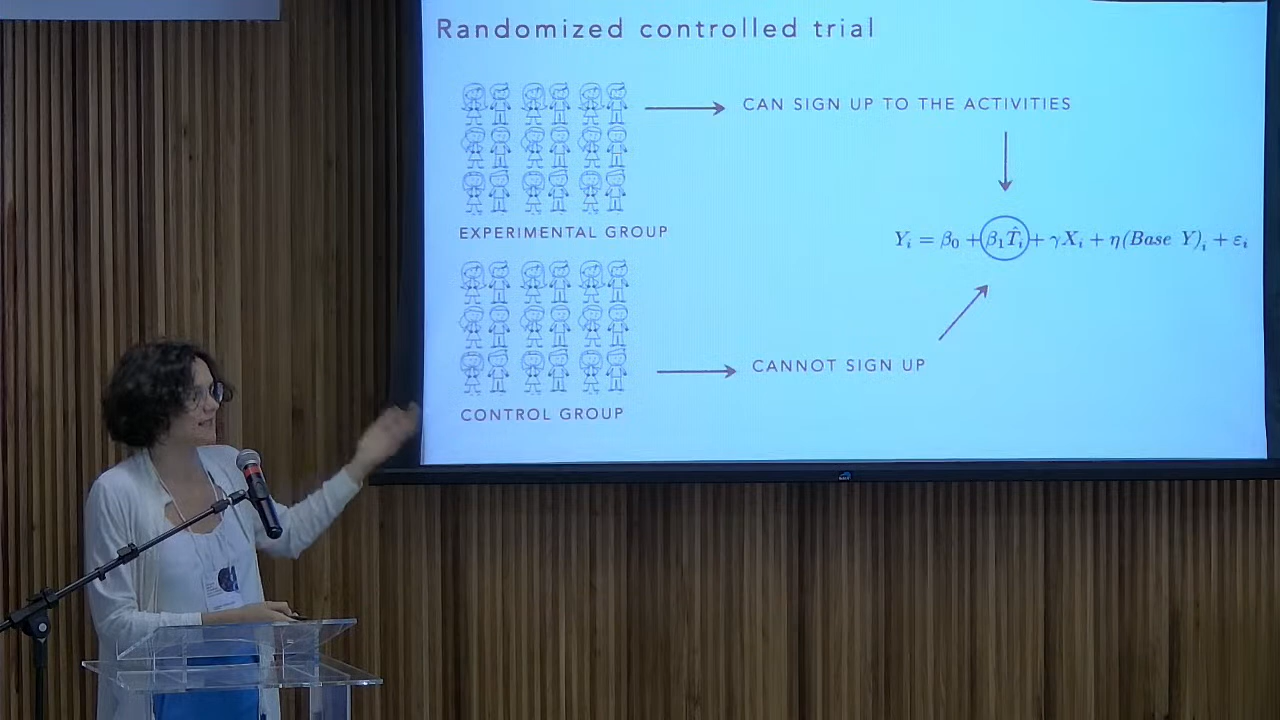 Randomized controlled trial
CAN SIGN UP TO THE ACTIVITIES
EXPERIMENTAL GROUP
Yᵢ = β₀ + β₁T̂ᵢ + γXᵢ + η(Base Y)ᵢ + εᵢ
CANNOT SIGN UP
CONTROL GROUP